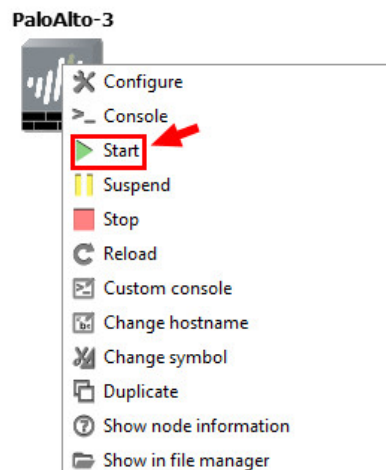 PaloAlto-3
Configure
Console
Start
Suspend
Stop
Reload
Custom console
Change hostname
Change symbol
Duplicate
Show node information
Show in file manager